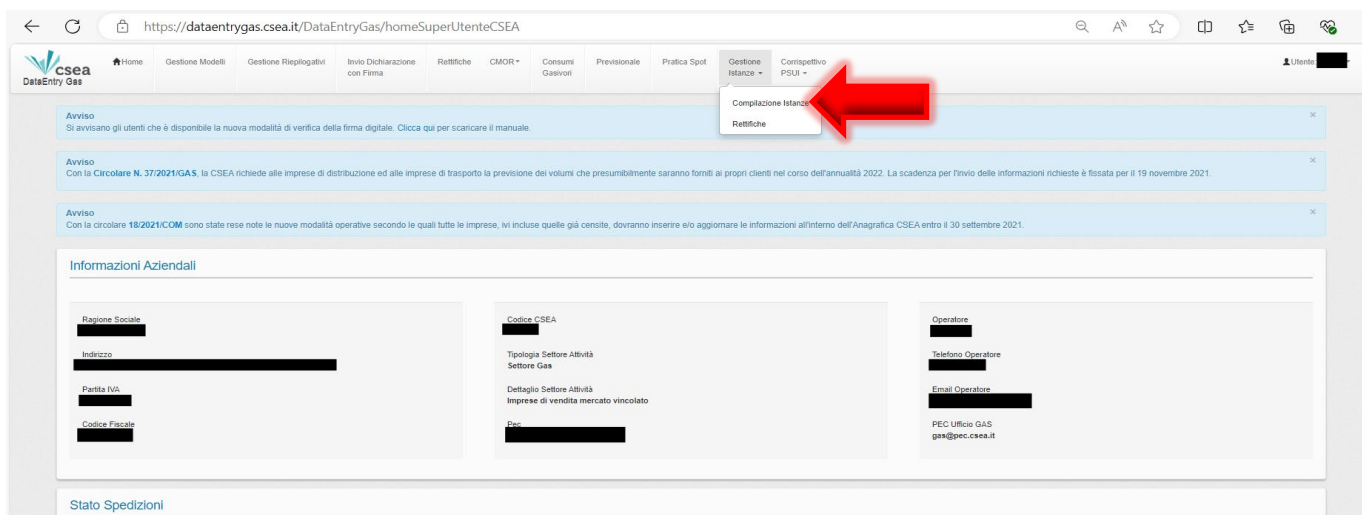 https://dataentrygas.csea.it/DataEntryGas/homeSuperUtenteCSEA
csea
DataEntry Gas
Home
Gestione Modelli
Gestione Riepilogativi
Invio Dichiarazione
con Firma
Rettifiche
CMOR
Consumi
Gasivori
Previsionale
Pratica Spot
Gestione
Istanze
Corrispettivo
PSUI
Utente:
Compilazione Istanze
Rettifiche
Avviso
Si avvisano gli utenti che è disponibile la nuova modalità di verifica della firma digitale. Clicca qui per scaricare il manuale.
Avviso
Con la Circolare N. 37/2021/GAS, la CSEA richiede alle imprese di distribuzione ed alle imprese di trasporto la previsione dei volumi che presumibilmente saranno forniti ai propri clienti nel corso dell'annualità 2022. La scadenza per l'invio delle informazioni richieste è fissata per il 19 novembre 2021.
Avviso
Con la circolare 18/2021/COM sono state rese note le nuove modalità operative secondo le quali tutte le imprese, ivi incluse quelle già censite, dovranno inserire e/o aggiornare le informazioni all'interno dell'Anagrafica CSEA entro il 30 settembre 2021.
Informazioni Aziendali
Ragione Sociale
Indirizzo
Partita IVA
Codice Fiscale
Codice CSEA
Tipologia Settore Attività
Settore Gas
Dettaglio Settore Attività
Imprese di vendita mercato vincolato
Pec
Operatore
Telefono Operatore
Email Operatore
PEC Ufficio GAS
gas@pec.csea.it
Stato Spedizioni